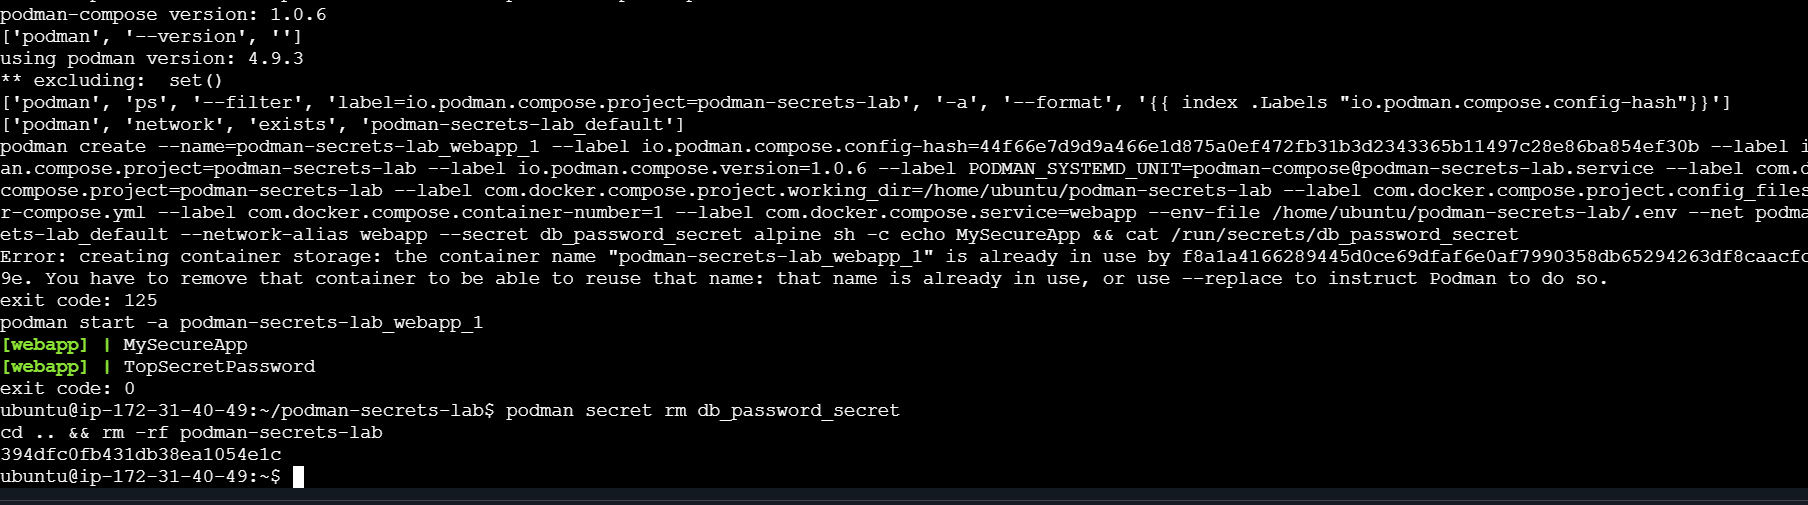 podman-compose version: 1.0.6
['podman', '--version', '']
using podman version: 4.9.3
** excluding:  set()
['podman', 'ps', '--filter', 'label=io.podman.compose.project=podman-secrets-lab', '-a', '--format', '{{ index .Labels "io.podman.compose.config-hash"}}']
['podman', 'network', 'exists', 'podman-secrets-lab_default']
podman create --name=podman-secrets-lab_webapp_1 --label io.podman.compose.config-hash=44f66e7d9d9a466e1d875a0ef472fb31b3d2343365b11497c28e86ba854ef30b --label i
an.compose.project=podman-secrets-lab --label io.podman.compose.version=1.0.6 --label PODMAN_SYSTEMD_UNIT=podman-compose@podman-secrets-lab.service --label com.d
compose.project=podman-secrets-lab --label com.docker.compose.project.working_dir=/home/ubuntu/podman-secrets-lab --label com.docker.compose.project.config_files
r-compose.yml --label com.docker.compose.container-number=1 --label com.docker.compose.service=webapp --env-file /home/ubuntu/podman-secrets-lab/.env --net podma
ets-lab_default --network-alias webapp --secret db_password_secret alpine sh -c echo MySecureApp && cat /run/secrets/db_password_secret
Error: creating container storage: the container name "podman-secrets-lab_webapp_1" is already in use by f8a1a4166289445d0ce69dfaf6e0af7990358db65294263df8caacfc
9e. You have to remove that container to be able to reuse that name: that name is already in use, or use --replace to instruct Podman to do so.
exit code: 125
podman start -a podman-secrets-lab_webapp_1
[webapp] | MySecureApp
[webapp] | TopSecretPassword
exit code: 0
ubuntu@ip-172-31-40-49:~/podman-secrets-lab$ podman secret rm db_password_secret
cd .. && rm -rf podman-secrets-lab
394dfc0fb431db38ea1054e1c
ubuntu@ip-172-31-40-49:~$